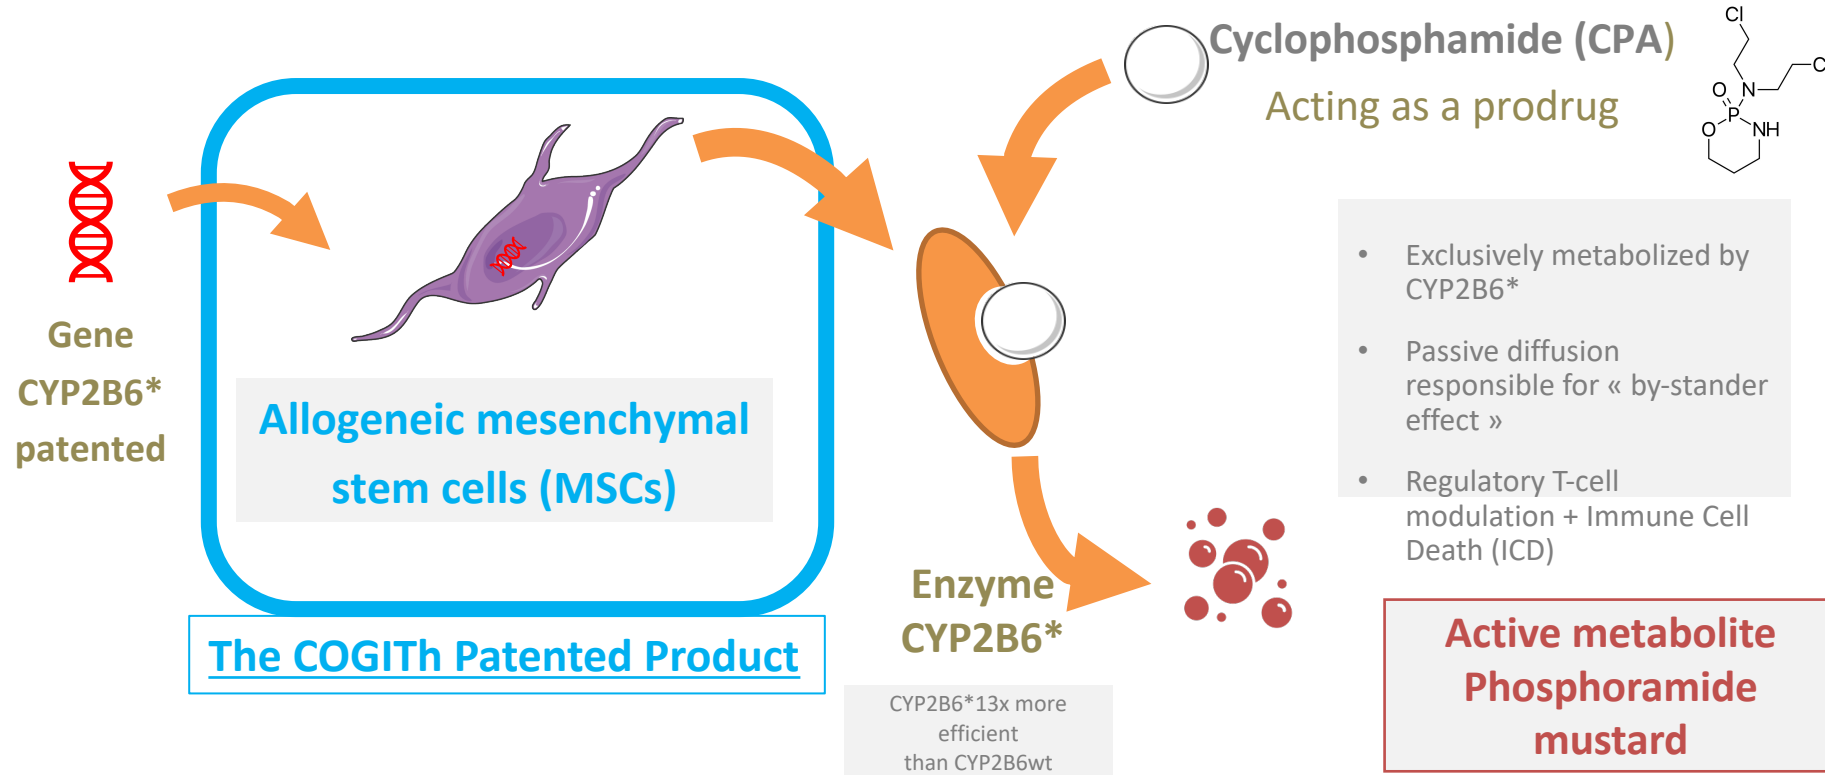 Gene
CYP2B6*
patented
Allogeneic mesenchymal
stem cells (MSCs)
The COGITh Patented Product
Cyclophosphamide (CPA)
Acting as a prodrug
Cl
Cl
N
O
P
O
NH
Enzyme
CYP2B6*
CYP2B6*13x more
efficient
than CYP2B6wt
• Exclusively metabolized by
CYP2B6*
• Passive diffusion
responsible for « by-stander
effect »
• Regulatory T-cell
modulation + Immune Cell
Death (ICD)
Active metabolite
Phosphoramide
mustard